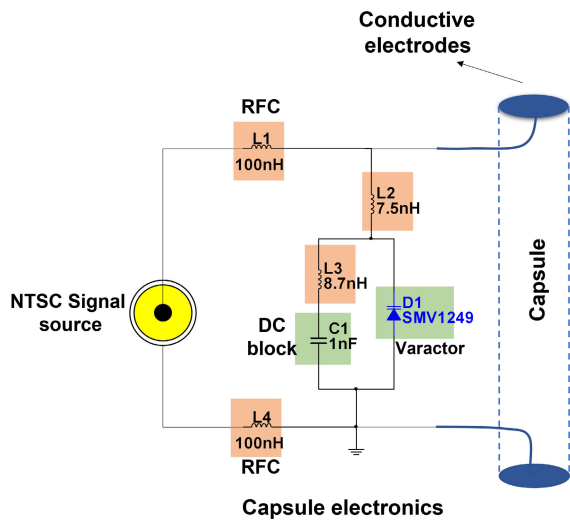 Conductive
electrodes
RFC
L1
100nH
L2
7.5nH
L3
8.7nH
NTSC Signal
source
DC
block
C1
1nF
D1
SMV1249
Varactor
Capsule
L4
100nH
RFC
Capsule electronics